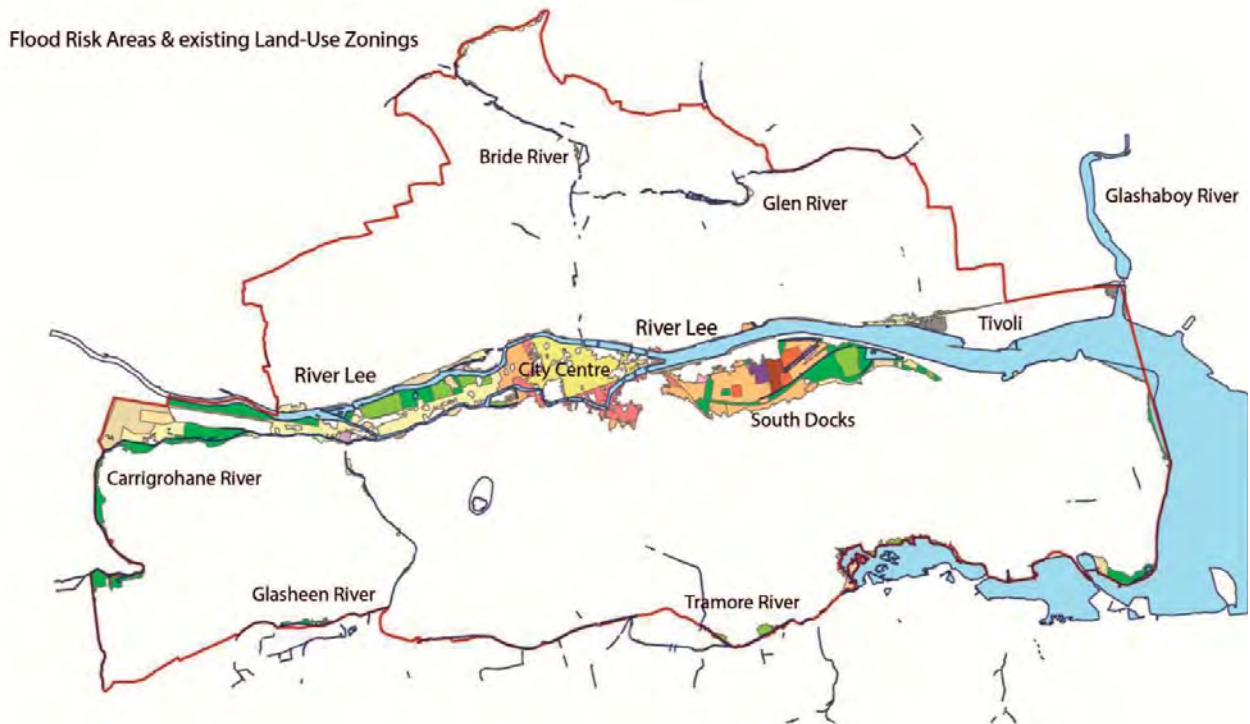 Flood Risk Areas & existing Land-Use Zonings
Bride River
Glen River
Glashaboy River
River Lee
Tivoli
River Lee
City Centre
South Docks
Carrigrohane River
Glasheen River
Tramore River